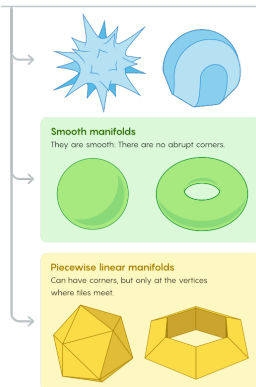 Smooth manifolds
They are smooth. There are no abrupt corners.
Piecewise linear manifolds
Can have corners, but only at the vertices
where tiles meet.